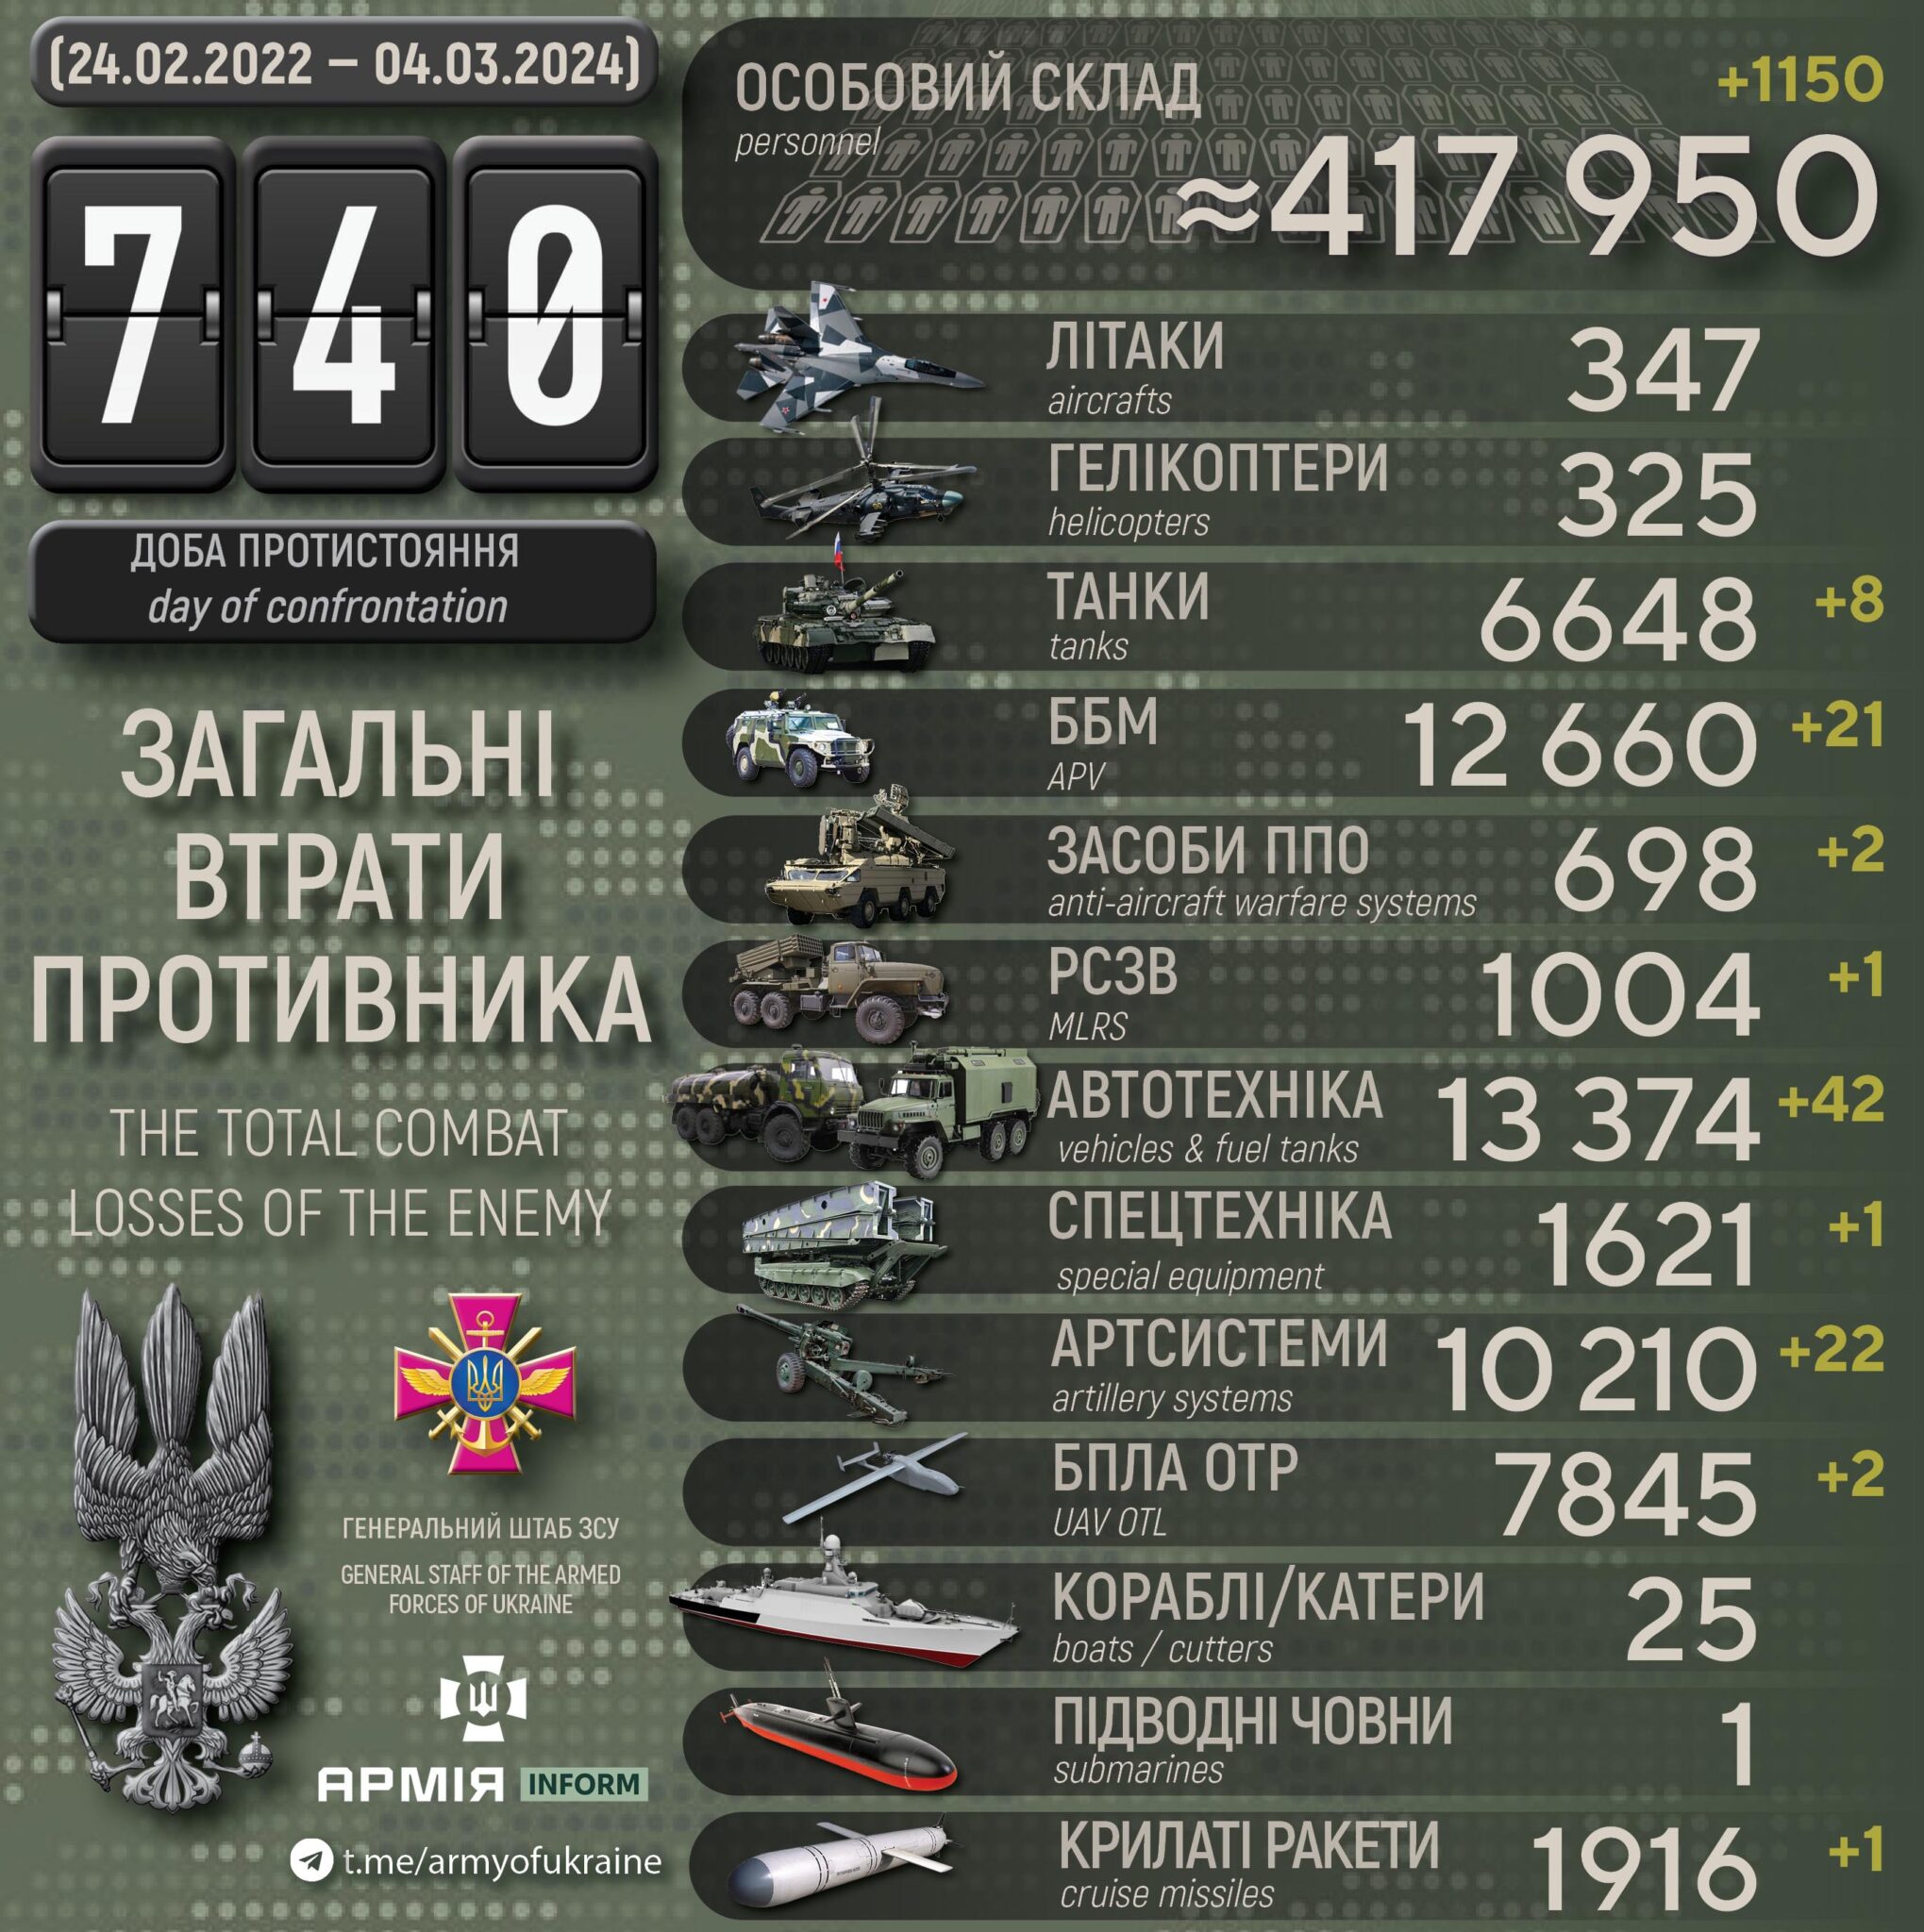 (24.02.2022 – 04.03.2024)
740
ДОБА ПРОТИСТОЯННЯ
day of confrontation
ЗАГАЛЬНІ
ВТРАТИ
ПРОТИВНИКА
THE TOTAL COMBAT
LOSSES OF THE ENEMY
ГЕНЕРАЛЬНИЙ ШТАБ ЗСУ
GENERAL STAFF OF THE ARMED
FORCES OF UKRAINE
АРМІЯ INFORM
t.me/armyofukraine
ОСОБОВИЙ СКЛАД +1150
personnel
≈417 950
ЛІТАКИ 347
aircrafts
ГЕЛІКОПТЕРИ 325
helicopters
ТАНКИ 6648 +8
tanks
ББМ 12 660 +21
APV
ЗАСОБИ ППО 698 +2
anti-aircraft warfare systems
РСЗВ 1004 +1
MLRS
АВТОТЕХНІКА 13 374 +42
vehicles & fuel tanks
СПЕЦТЕХНІКА 1621 +1
special equipment
АРТСИСТЕМИ 10 210 +22
artillery systems
БПЛА ОТР 7845 +2
UAV OTL
КОРАБЛІ/КАТЕРИ 25
boats / cutters
ПІДВОДНІ ЧОВНИ 1
submarines
КРИЛАТІ РАКЕТИ 1916 +1
cruise missiles